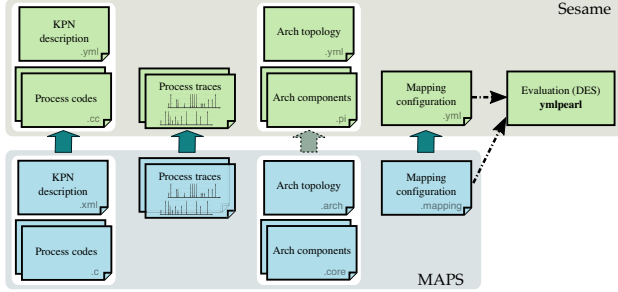 Sesame
KPN
description
.yml
Process codes
.cc
Process traces
Arch topology
.yml
Arch components
.pi
Mapping
configuration
.yml
Evaluation (DES)
ymlpearl
KPN
description
.xml
Process codes
.c
Process traces
Arch topology
.arch
Arch components
.core
Mapping
configuration
.mapping
MAPS